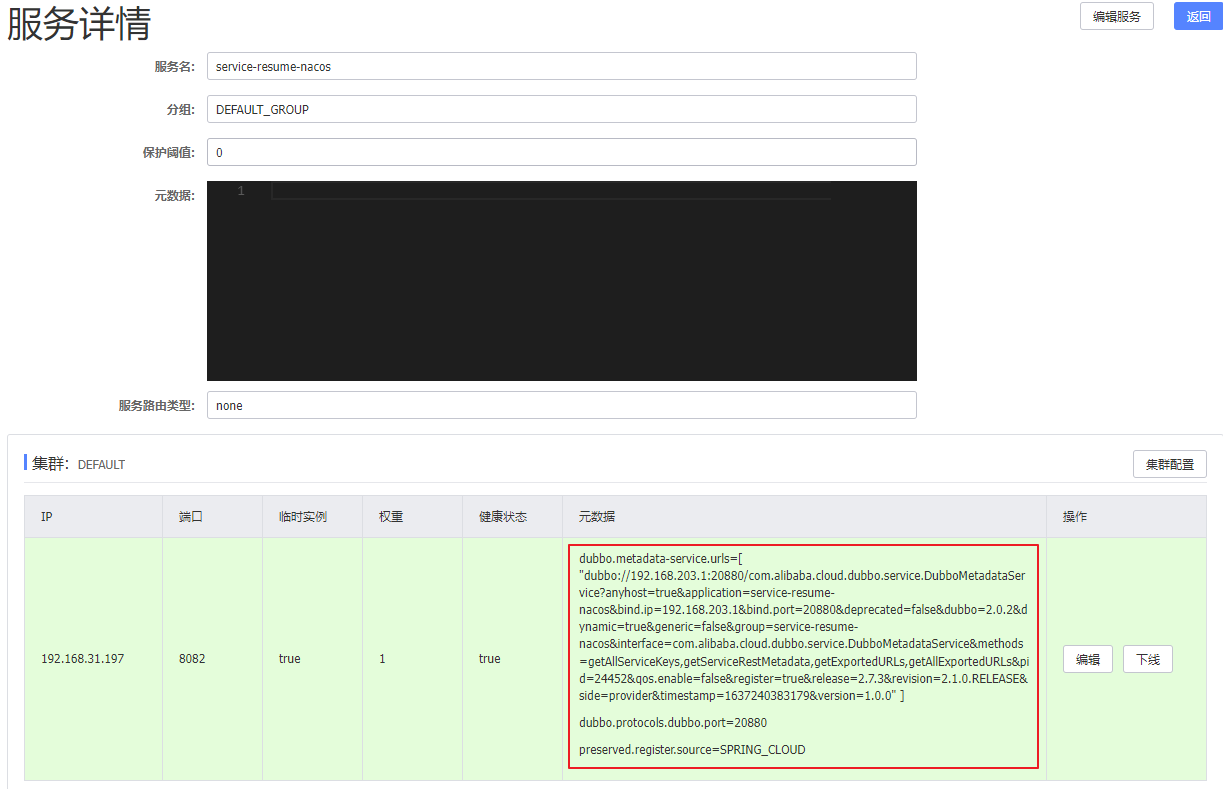 服务详情
编辑服务
返回
服务名:
service-resume-nacos
分组:
DEFAULT_GROUP
保护阈值:
0
元数据:
1
服务路由类型:
none
集群: DEFAULT
集群配置
IP
端口
临时实例
权重
健康状态
元数据
操作
192.168.31.197
8082
true
1
true
dubbo.metadata-service.urls=[
"dubbo://192.168.203.1:20880/com.alibaba.cloud.dubbo.service.DubboMetadataSer
vice?anyhost=true&application=service-resume-
nacos&bind.ip=192.168.203.1&bind.port=20880&deprecated=false&dubbo=2.0.2&d
ynamic=true&generic=false&group=service-resume-
nacos&interface=com.alibaba.cloud.dubbo.service.DubboMetadataService&methods
=getAllServiceKeys,getServiceRestMetadata,getExportedURLs,getAllExportedURLs&pi
d=24452&qos.enable=false&register=true&release=2.7.3&revision=2.1.0.RELEASE&
side=provider&timestamp=1637240383179&version=1.0.0" ]
dubbo.protocols.dubbo.port=20880
preserved.register.source=SPRING_CLOUD
编辑
下线